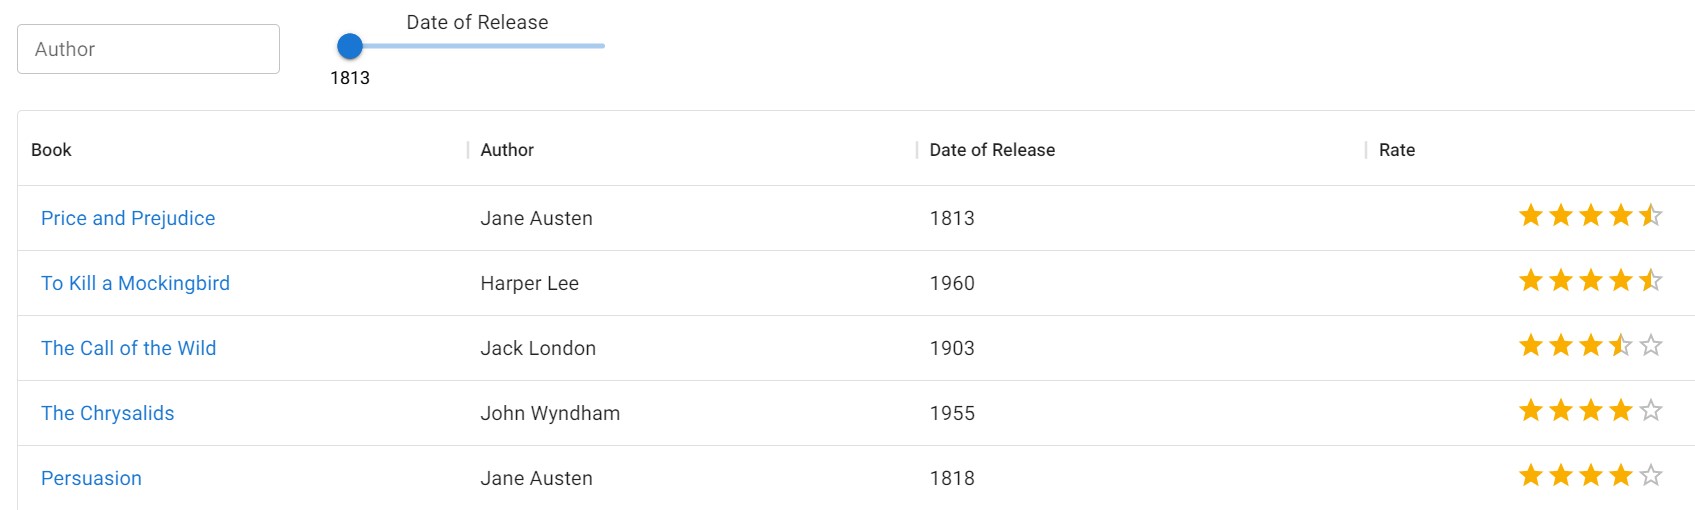 Date of Release
Author
1813
Book Author Date of Release Rate
Price and Prejudice Jane Austen 1813
To Kill a Mockingbird Harper Lee 1960
The Call of the Wild Jack London 1903
The Chrysalids John Wyndham 1955
Persuasion Jane Austen 1818